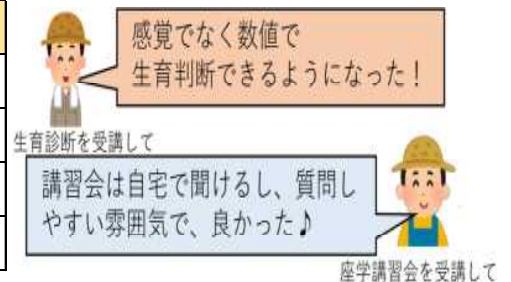 感覚でなく数値で
生育判断できるようになった！
生育診断を受講して
講習会は自宅で聞けるし、質問し
やすい雰囲気で、良かった♪
座学講習会を受講して